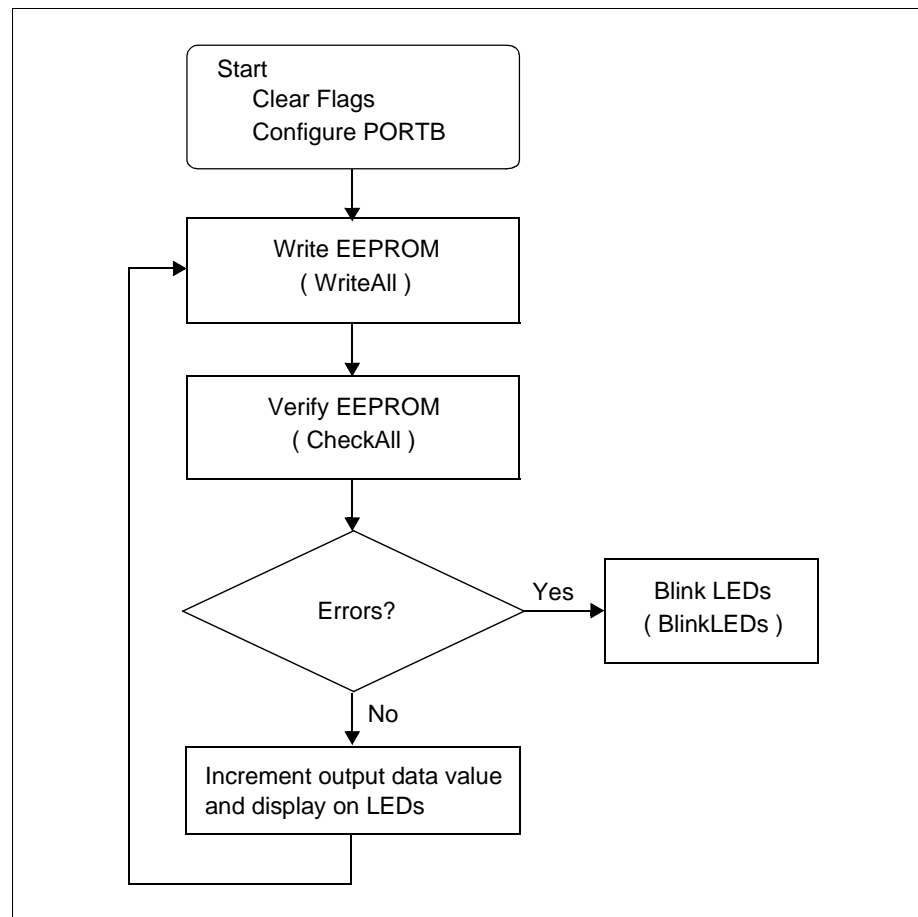 Start
Clear Flags
Configure PORTB
Write EEPROM
( WriteAll )
Verify EEPROM
( CheckAll )
Errors?
Yes
Blink LEDs
( BlinkLEDs )
No
Increment output data value
and display on LEDs